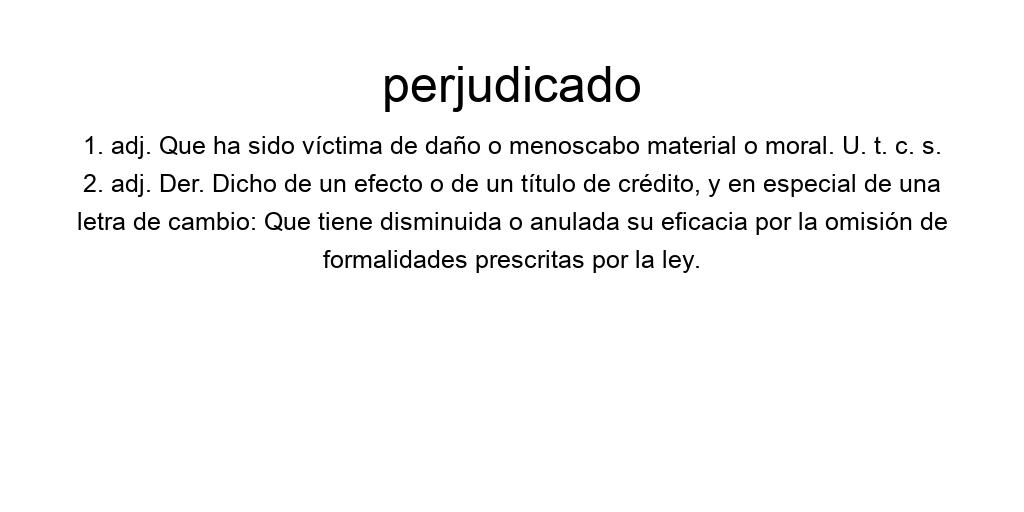 perjudicado
1. adj. Que ha sido víctima de daño o menoscabo material o moral. U. t. c. s.
2. adj. Der. Dicho de un efecto o de un título de crédito, y en especial de una
letra de cambio: Que tiene disminuida o anulada su eficacia por la omisión de
formalidades prescritas por la ley.